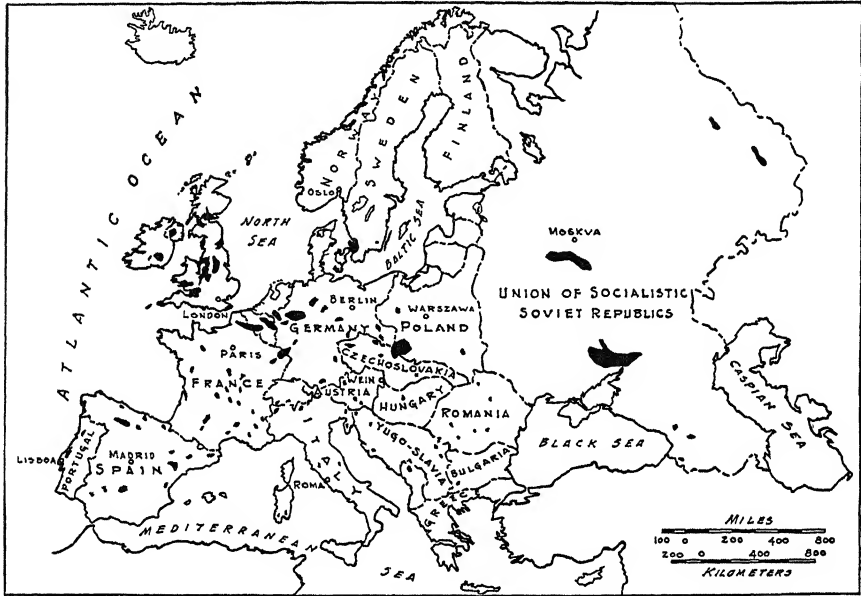 ATLANTIC OCEAN
NORWAY
SWEDEN
FINLAND
OSLO
NORTH
SEA
BALTIC SEA
MOSKVA
UNION OF SOCIALISTIC
SOVIET REPUBLICS
LONDON
BERLIN
GERMANY
WARSZAWA
POLAND
PARIS
FRANCE
CZECHOSLOVAKIA
WEIN
AUSTRIA
HUNGARY
ROMANIA
CASPIAN SEA
BLACK SEA
YUGO-SLAVIA
BULGARIA
ITALY
ROMA
LISBOA
PORTUGAL
MADRID
SPAIN
MEDITERRANEAN
SEA
MILES
100 0 200 400 600 800
200 0 400 800
KILOMETERS